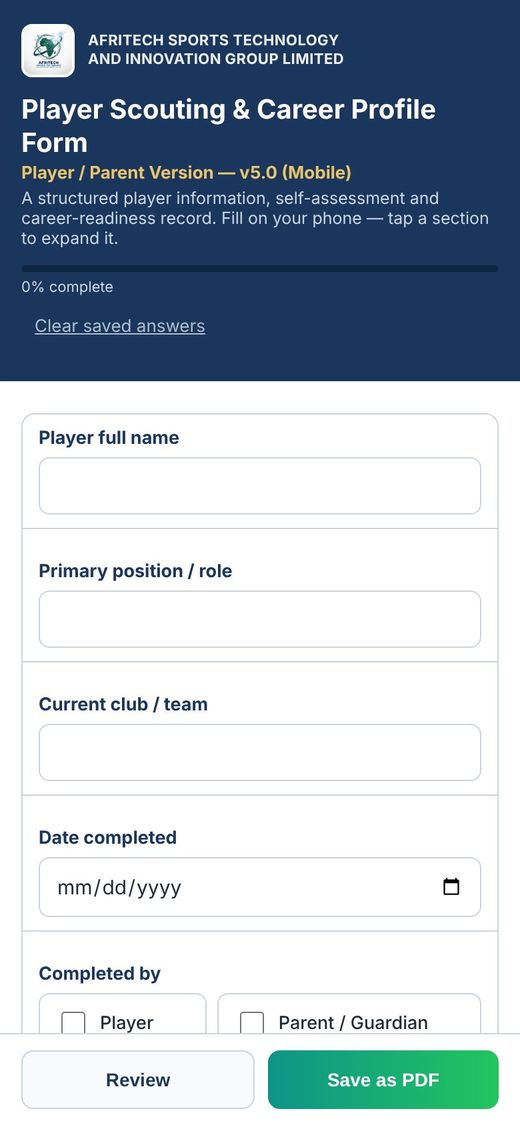 AFRITECH
AFRITECH SPORTS TECHNOLOGY
AND INNOVATION GROUP LIMITED
Player Scouting & Career Profile
Form
Player / Parent Version — v5.0 (Mobile)
A structured player information, self-assessment and
career-readiness record. Fill on your phone — tap a section
to expand it.
0% complete
Clear saved answers
Player full name
Primary position / role
Current club / team
Date completed
mm/dd/yyyy
Completed by
Player
Parent / Guardian
Review
Save as PDF